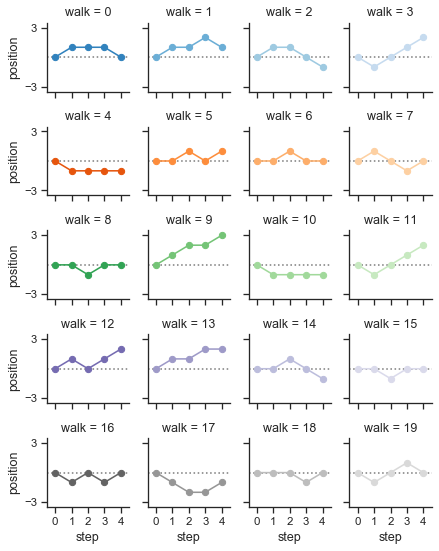 walk = 0 walk = 1 walk = 2 walk = 3
3
position
−3
walk = 4 walk = 5 walk = 6 walk = 7
3
position
−3
walk = 8 walk = 9 walk = 10 walk = 11
3
position
−3
walk = 12 walk = 13 walk = 14 walk = 15
3
position
−3
walk = 16 walk = 17 walk = 18 walk = 19
3
position
−3
0 1 2 3 4 0 1 2 3 4 0 1 2 3 4 0 1 2 3 4
step step step step